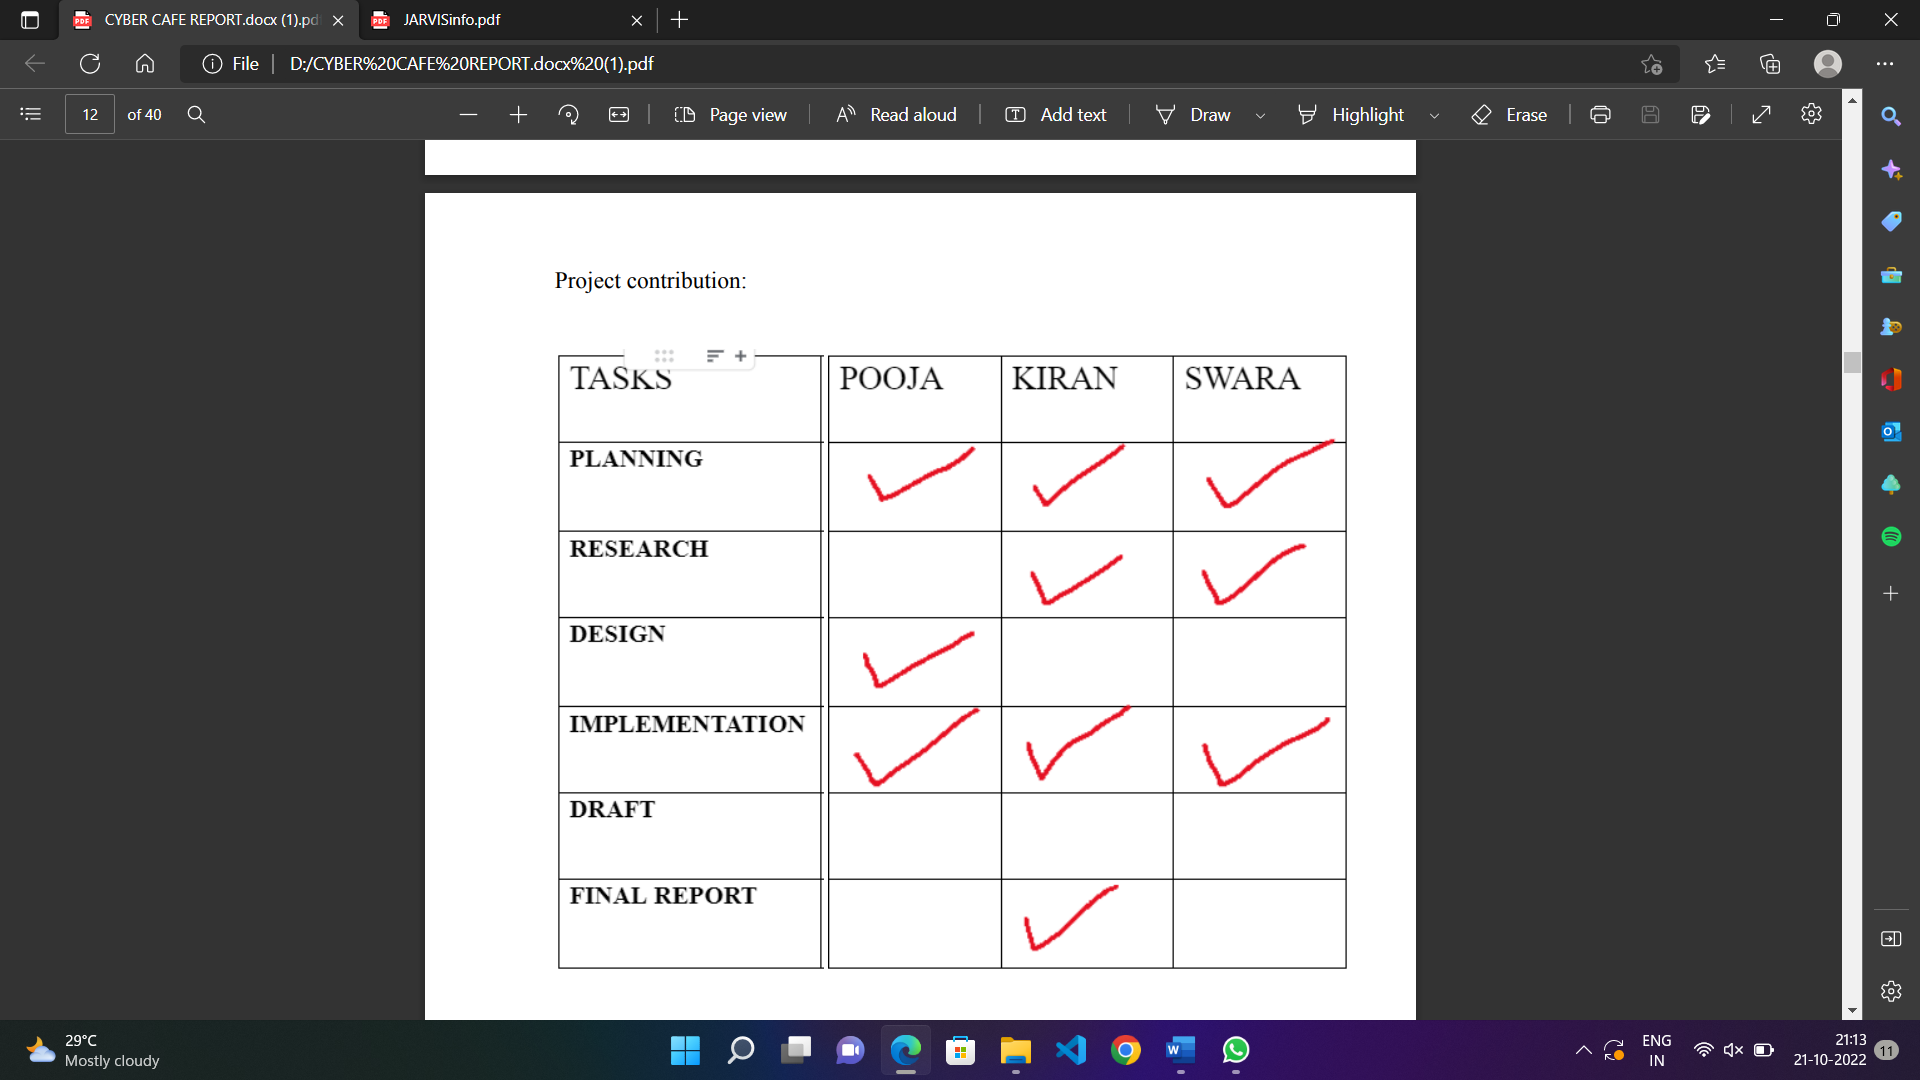 CYBER CAFE REPORT.docx (1).pd
JARVISinfo.pdf
File
D:/CYBER%20CAFE%20REPORT.docx%20(1).pdf
12 of 40
Page view
Read aloud
Add text
Draw
Highlight
Erase
Project contribution:
TASKS POOJA KIRAN SWARA
PLANNING
RESEARCH
DESIGN
IMPLEMENTATION
DRAFT
FINAL REPORT
29°C
Mostly cloudy
ENG
IN
21:13
21-10-2022
11